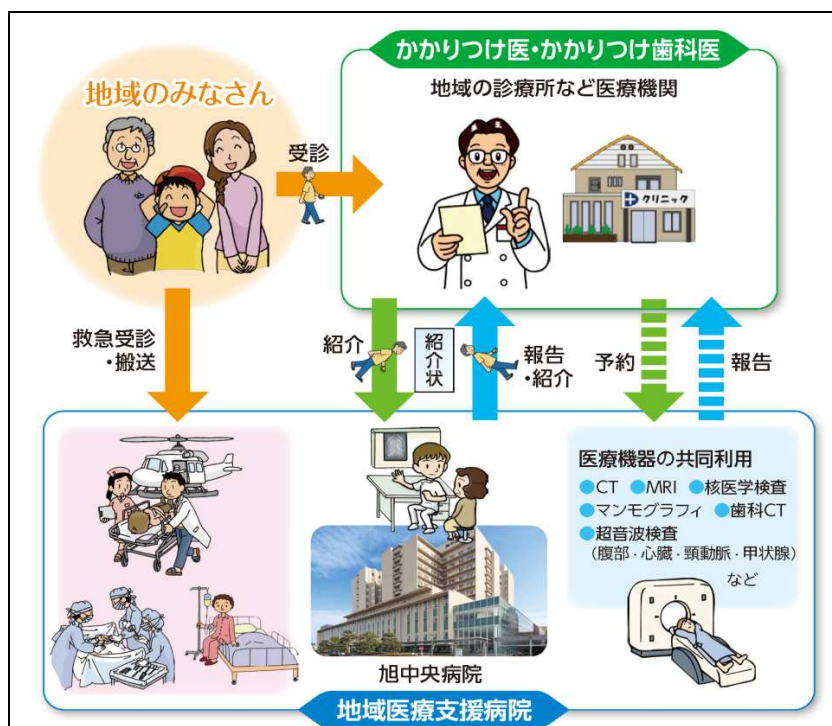 かかりつけ医・かかりつけ歯科医
地域のみなさん
地域の診療所など医療機関
受診
クリニック
救急受診
・搬送
紹介
紹介状
報告
・紹介
予約
報告
医療機器の共同利用
●CT ●MRI ●核医学検査
●マンモグラフィ ●歯科CT
●超音波検査
(腹部・心臓・頸動脈・甲状腺)
など
旭中央病院
地域医療支援病院